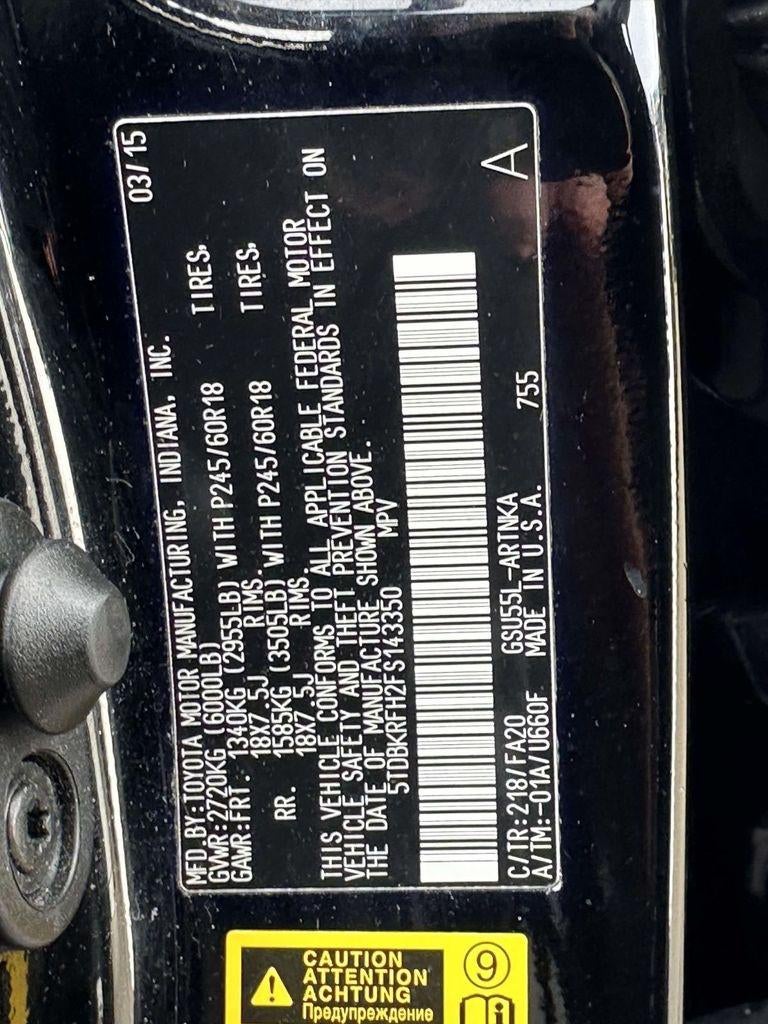 MFD.BY:TOYOTA MOTOR MANUFACTURING, INDIANA, INC. 03/15
GVWR:2720KG (6000LB)
GAWR:FRT. 1340KG (2955LB) WITH P245/60R18 TIRES,
18X7.5J RIMS.
RR. 1585KG (3505LB) WITH P245/60R18 TIRES,
18X7.5J RIMS.
THIS VEHICLE CONFORMS TO ALL APPLICABLE FEDERAL MOTOR
VEHICLE SAFETY AND THEFT PREVENTION STANDARDS IN EFFECT ON
THE DATE OF MANUFACTURE SHOWN ABOVE.
5TDBKRFH2FS143350 MPV
C/TR:218/FA20 GSU55L-ARTNKA A
A/TM:-01A/U660F MADE IN U.S.A. 755
CAUTION
ATTENTION
ACHTUNG
Предупреждение
9